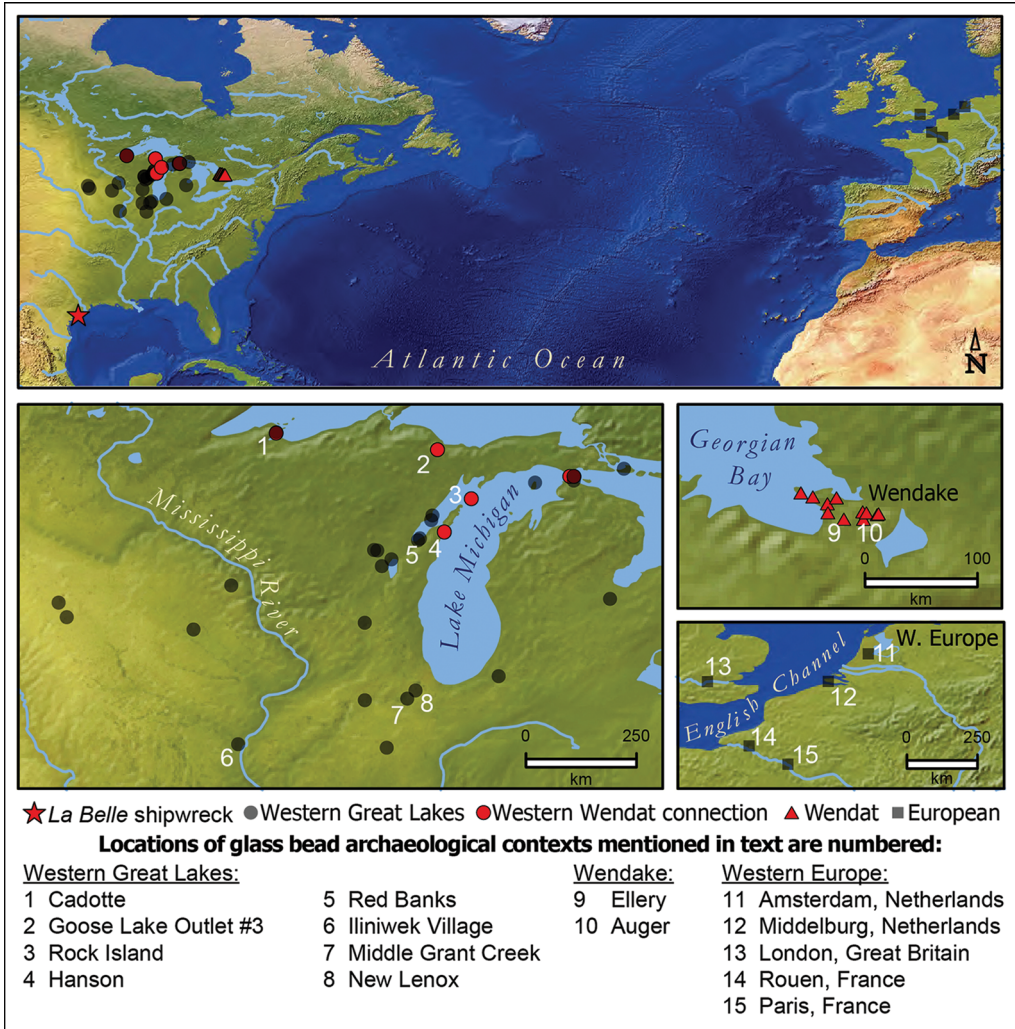 Atlantic Ocean
N
1
2
3
4
5
6
7
8
Mississippi River
Lake Michigan
0 250
km
Georgian
Bay
Wendake
9 10
0 100
km
W. Europe
English Channel
11
12
13
14
15
0 250
km
La Belle shipwreck Western Great Lakes Western Wendat connection Wendat European
Locations of glass bead archaeological contexts mentioned in text are numbered:
Western Great Lakes:
1 Cadotte
2 Goose Lake Outlet #3
3 Rock Island
4 Hanson
5 Red Banks
6 Iliniwek Village
7 Middle Grant Creek
8 New Lenox
Wendake:
9 Ellery
10 Auger
Western Europe:
11 Amsterdam, Netherlands
12 Middelburg, Netherlands
13 London, Great Britain
14 Rouen, France
15 Paris, France